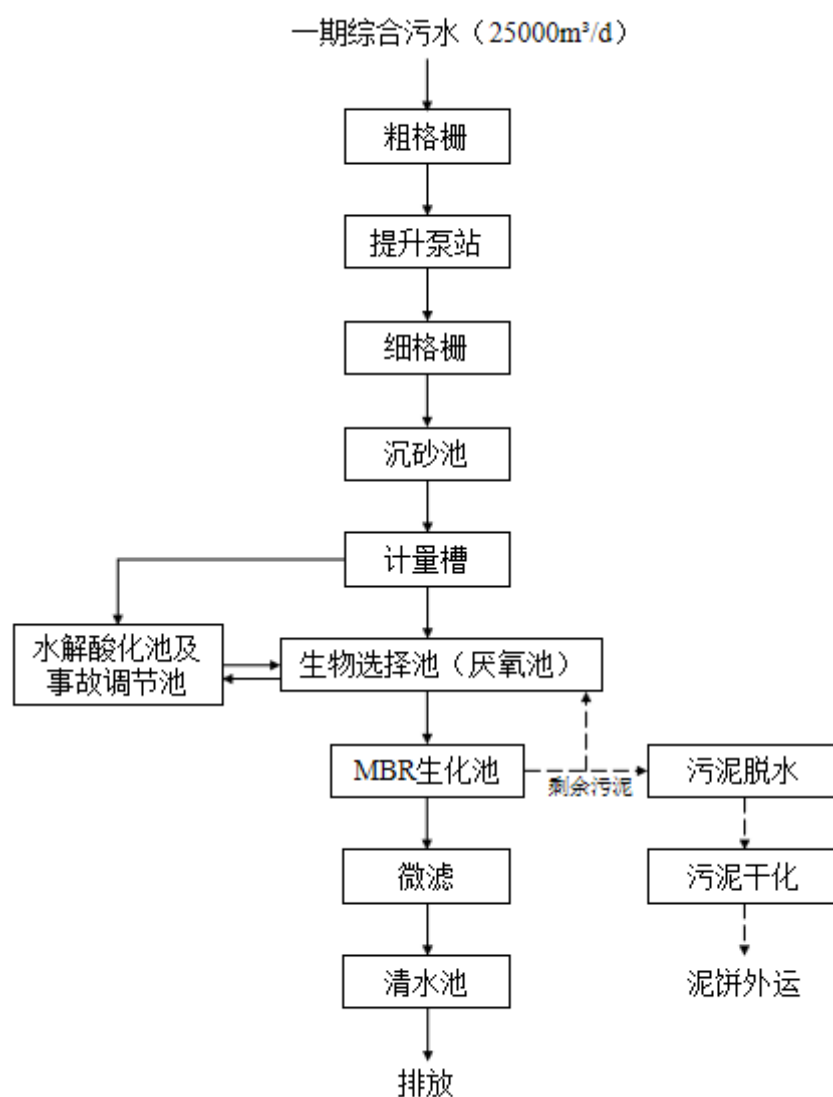 一期综合污水（25000m³/d）
粗格栅
提升泵站
细格栅
沉砂池
计量槽
水解酸化池及
事故调节池
生物选择池（厌氧池）
MBR生化池
剩余污泥
污泥脱水
微滤
污泥干化
清水池
泥饼外运
排放